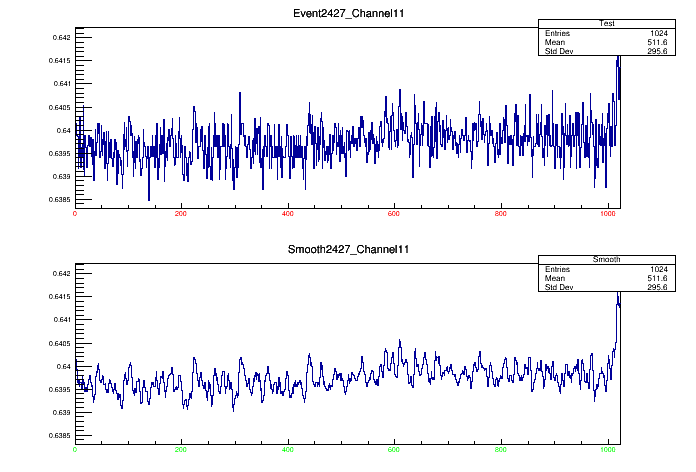 Event2427_Channel11
Test
Entries 1024
Mean 511.6
Std Dev 295.6
0.642
0.6415
0.641
0.6405
0.64
0.6395
0.639
0.6385
0 200 400 600 800 1000
Smooth2427_Channel11
Smooth
Entries 1024
Mean 511.6
Std Dev 295.6
0.642
0.6415
0.641
0.6405
0.64
0.6395
0.639
0.6385
0 200 400 600 800 1000